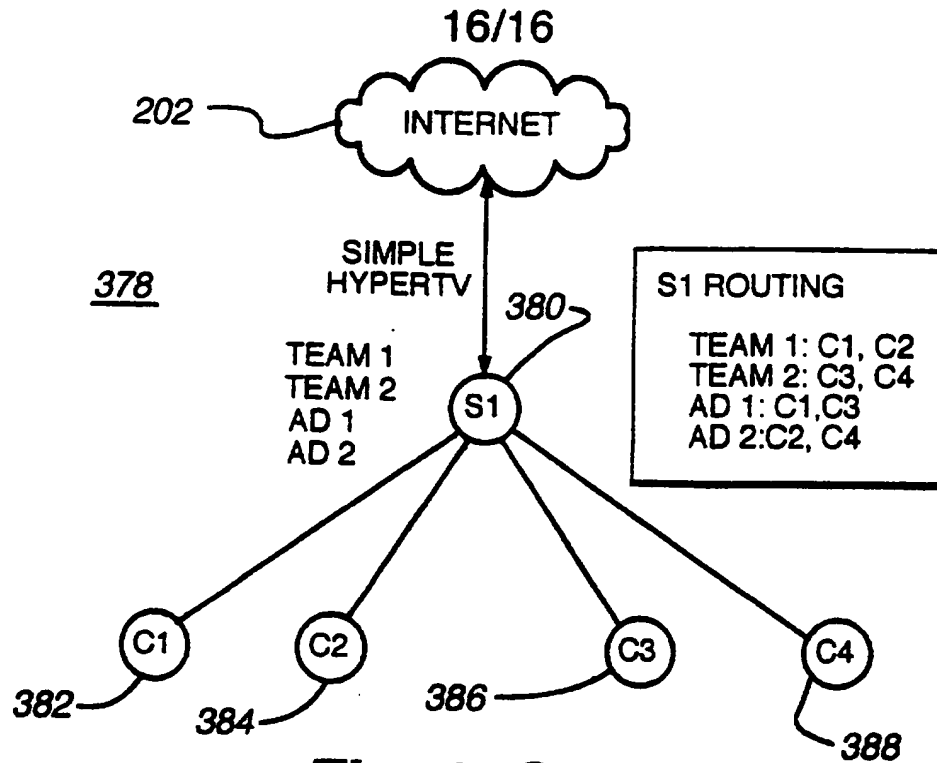 16/16
202
INTERNET
SIMPLE
HYPERTV
378
380
S1 ROUTING
TEAM 1: C1, C2
TEAM 2: C3, C4
AD 1: C1,C3
AD 2:C2, C4
TEAM 1
TEAM 2
AD 1
AD 2
S1
C1
C2
C3
C4
382
384
386
388